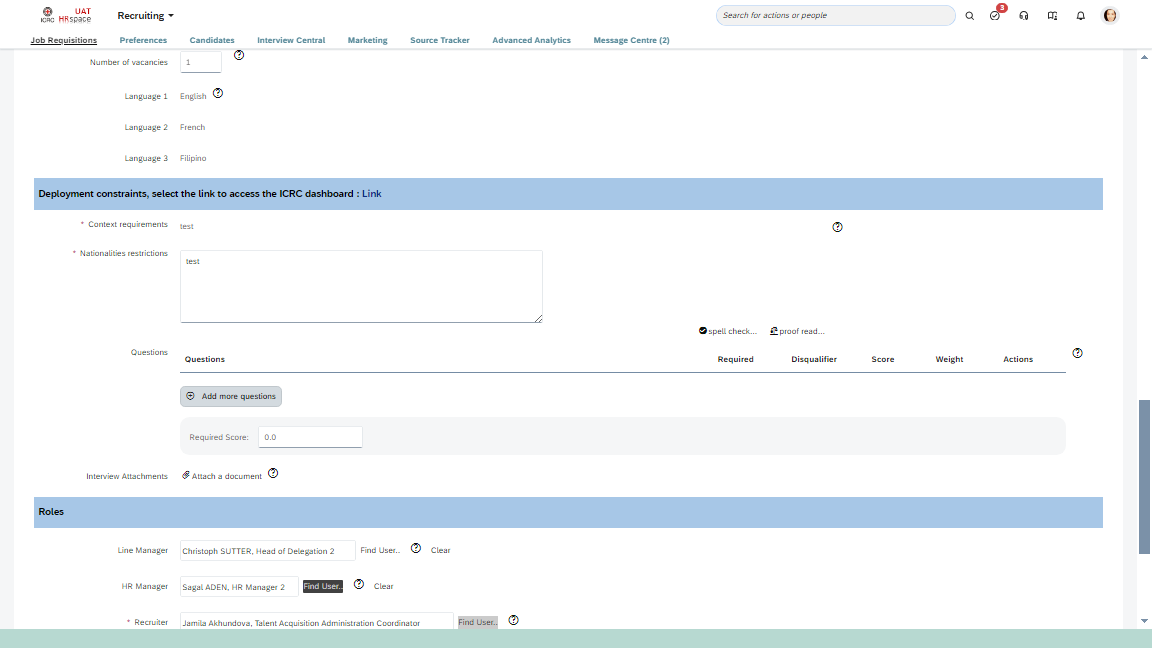 UAT
ICRC HRspace
Recruiting
Search for actions or people
3
Job Requisitions Preferences Candidates Interview Central Marketing Source Tracker Advanced Analytics Message Centre (2)
Number of vacancies 1
Language 1 English
Language 2 French
Language 3 Filipino
Deployment constraints, select the link to access the ICRC dashboard : Link
* Context requirements test
* Nationalities restrictions test
spell check... proof read...
Questions Questions Required Disqualifier Score Weight Actions
Add more questions
Required Score: 0.0
Interview Attachments Attach a document
Roles
Line Manager Christoph SUTTER, Head of Delegation 2 Find User.. Clear
HR Manager Sagal ADEN, HR Manager 2 Find User.. Clear
* Recruiter Jamila Akhundova, Talent Acquisition Administration Coordinator Find User..